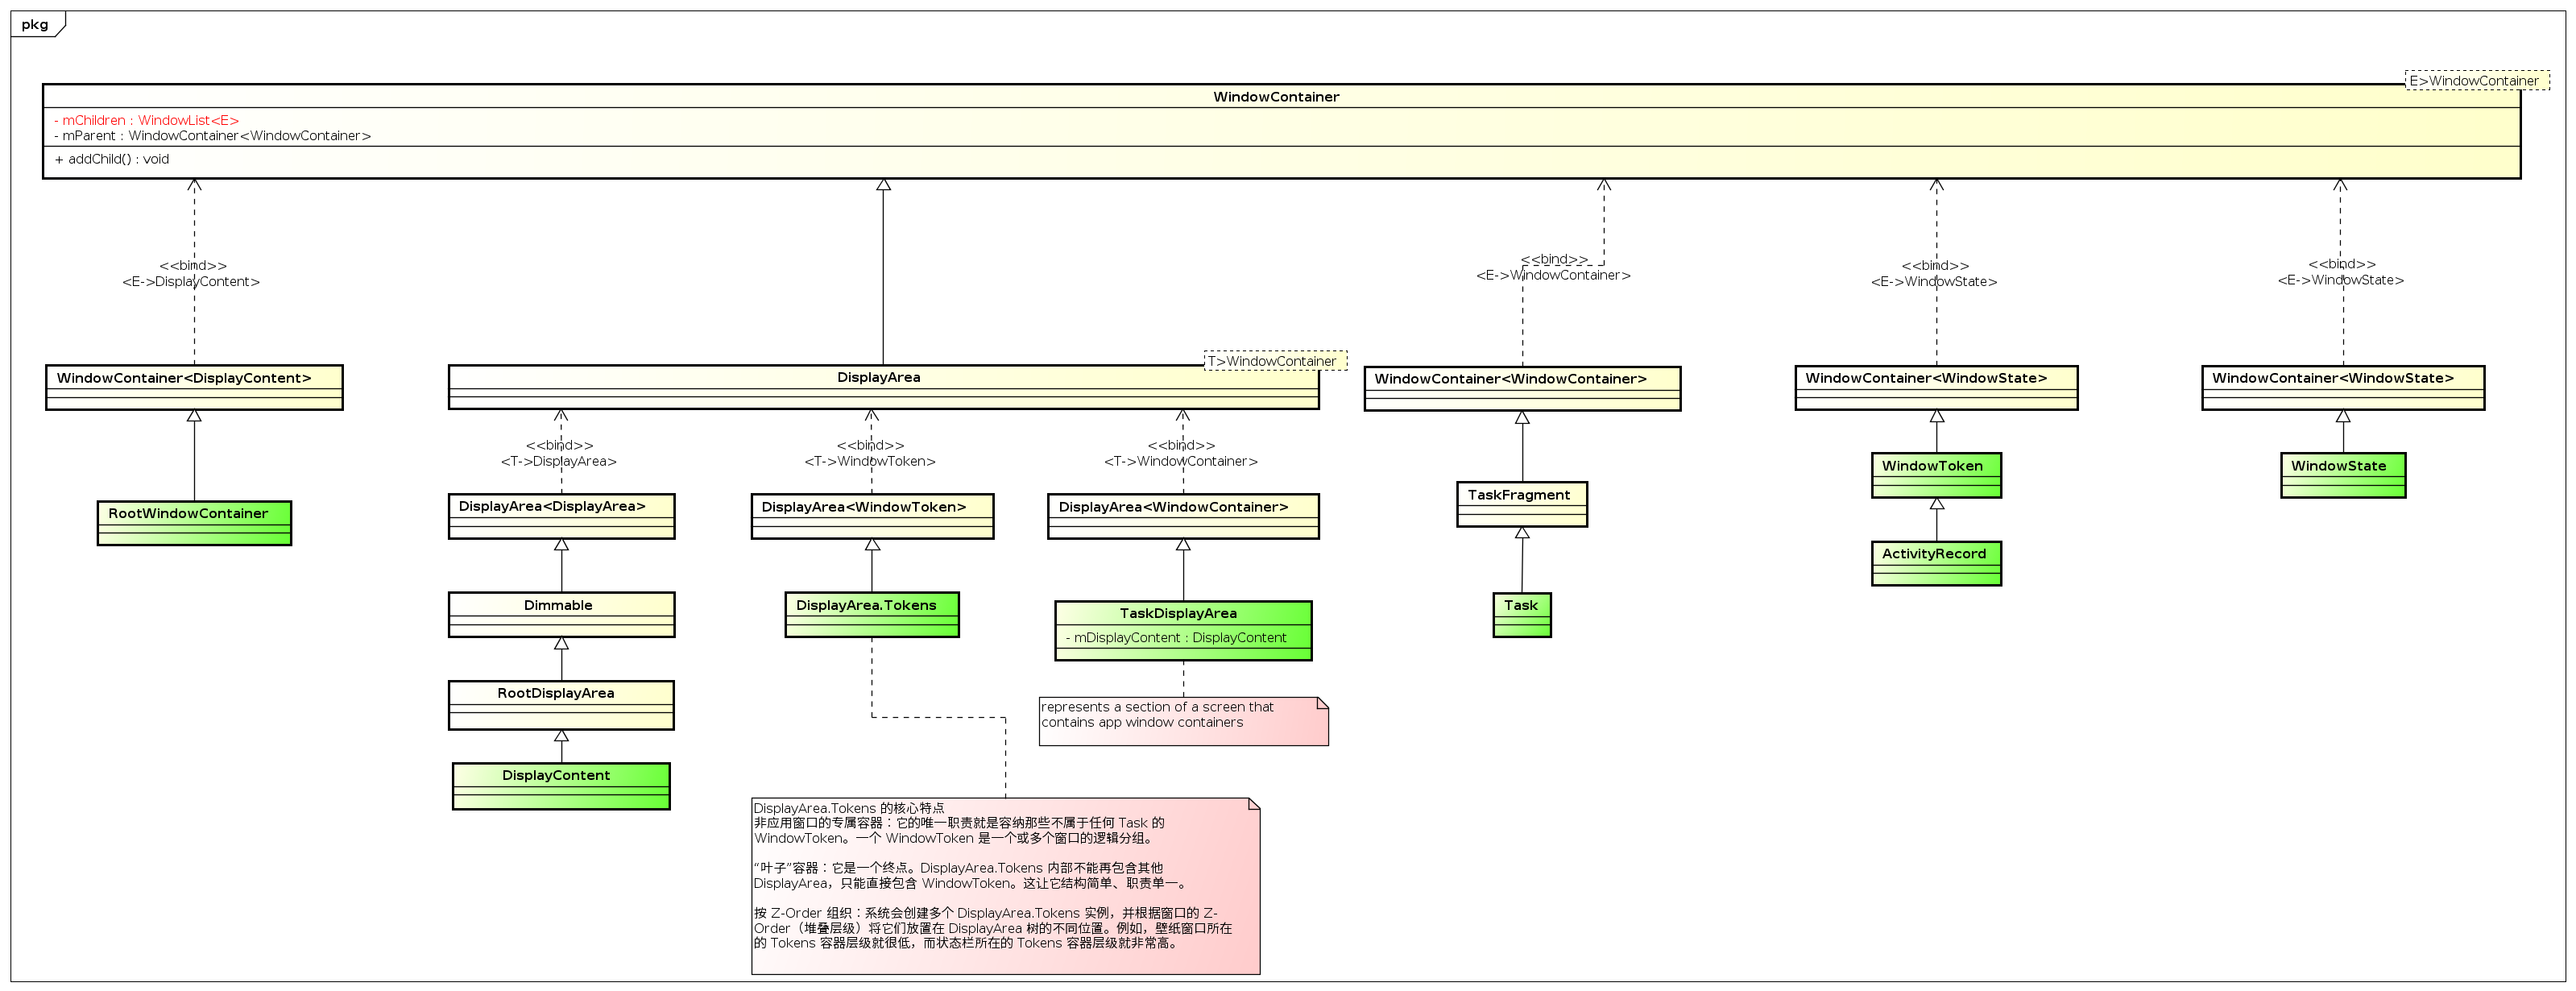 pkg
E>WindowContainer
WindowContainer
- mChildren : WindowList<E>
- mParent : WindowContainer<WindowContainer>
+ addChild() : void
<<bind>>
<E->DisplayContent>
<<bind>>
<E->WindowContainer>
<<bind>>
<E->WindowState>
<<bind>>
<E->WindowState>
T>WindowContainer
WindowContainer<DisplayContent>
DisplayArea
WindowContainer<WindowContainer>
WindowContainer<WindowState>
WindowContainer<WindowState>
<<bind>>
<T->DisplayArea>
<<bind>>
<T->WindowToken>
<<bind>>
<T->WindowContainer>
WindowToken
WindowState
RootWindowContainer
DisplayArea<DisplayArea>
DisplayArea<WindowToken>
DisplayArea<WindowContainer>
TaskFragment
ActivityRecord
Dimmable
DisplayArea.Tokens
TaskDisplayArea
- mDisplayContent : DisplayContent
Task
RootDisplayArea
represents a section of a screen that
contains app window containers
DisplayContent
DisplayArea.Tokens 的核心特点
非应用窗口的专属容器：它的唯一职责就是容纳那些不属于任何 Task 的
WindowToken。一个 WindowToken 是一个或多个窗口的逻辑分组。
“叶子”容器：它是一个终点。DisplayArea.Tokens 内部不能再包含其他
DisplayArea，只能直接包含 WindowToken。这让它结构简单、职责单一。
按 Z-Order 组织：系统会创建多个 DisplayArea.Tokens 实例，并根据窗口的 Z-
Order（堆叠层级）将它们放置在 DisplayArea 树的不同位置。例如，壁纸窗口所在
的 Tokens 容器层级就很低，而状态栏所在的 Tokens 容器层级就非常高。